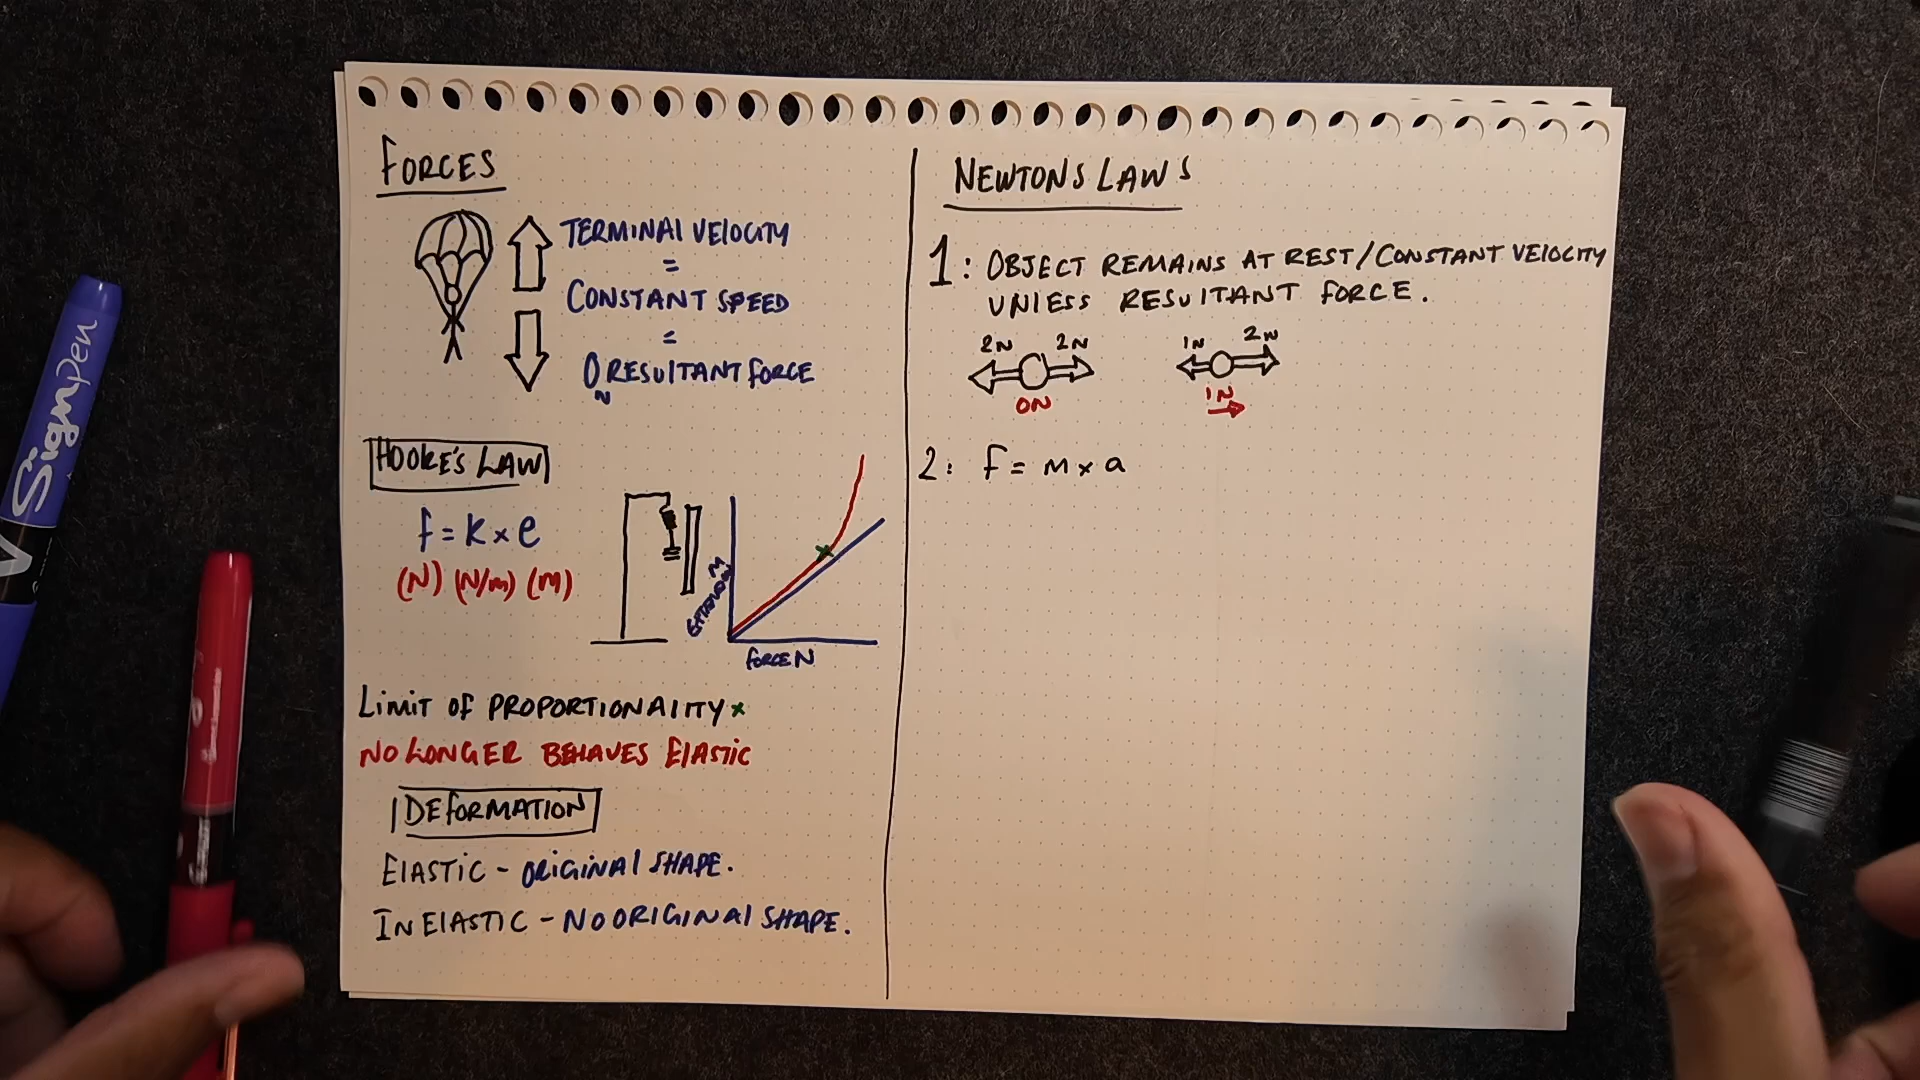 FORCES
TERMINAL VELOCITY
=
CONSTANT SPEED
=
0 RESULTANT FORCE
N
HOOKE'S LAW
f = K × e
(N) (N/m) (m)
FORCE N
LIMIT OF PROPORTIONALITY ×
NO LONGER BEHAVES ELASTIC
DEFORMATION
ELASTIC - ORIGINAL SHAPE.
INELASTIC - NO ORIGINAL SHAPE.
NEWTONS LAWS
1: OBJECT REMAINS AT REST/CONSTANT VELOCITY
UNLESS RESULTANT FORCE.
2N 2N
0N
1N 2N
1N
2: f = m × a
Sign Pen